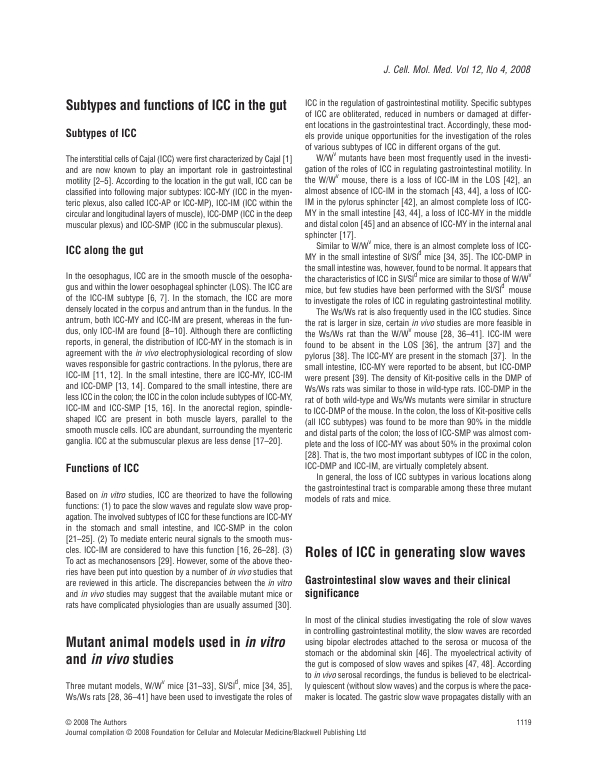 J. Cell. Mol. Med. Vol 12, No 4, 2008
Subtypes and functions of ICC in the gut
Subtypes of ICC
The interstitial cells of Cajal (ICC) were first characterized by Cajal [1]
and are now known to play an important role in gastrointestinal
motility [2–5]. According to the location in the gut wall, ICC can be
classified into following major subtypes: ICC-MY (ICC in the myen-
teric plexus, also called ICC-AP or ICC-MP), ICC-IM (ICC within the
circular and longitudinal layers of muscle), ICC-DMP (ICC in the deep
muscular plexus) and ICC-SMP (ICC in the submuscular plexus).
ICC along the gut
In the oesophagus, ICC are in the smooth muscle of the oesopha-
gus and within the lower oesophageal sphincter (LOS). The ICC are
of the ICC-IM subtype [6, 7]. In the stomach, the ICC are more
densely located in the corpus and antrum than in the fundus. In the
antrum, both ICC-MY and ICC-IM are present, whereas in the fun-
dus, only ICC-IM are found [8–10]. Although there are conflicting
reports, in general, the distribution of ICC-MY in the stomach is in
agreement with the in vivo electrophysiological recording of slow
waves responsible for gastric contractions. In the pylorus, there are
ICC-IM [11, 12]. In the small intestine, there are ICC-MY, ICC-IM
and ICC-DMP [13, 14]. Compared to the small intestine, there are
less ICC in the colon; the ICC in the colon include subtypes of ICC-MY,
ICC-IM and ICC-SMP [15, 16]. In the anorectal region, spindle-
shaped ICC are present in both muscle layers, parallel to the
smooth muscle cells. ICC are abundant, surrounding the myenteric
ganglia. ICC at the submuscular plexus are less dense [17–20].
Functions of ICC
Based on in vitro studies, ICC are theorized to have the following
functions: (1) to pace the slow waves and regulate slow wave prop-
agation. The involved subtypes of ICC for these functions are ICC-MY
in the stomach and small intestine, and ICC-SMP in the colon
[21–25]. (2) To mediate enteric neural signals to the smooth mus-
cles. ICC-IM are considered to have this function [16, 26–28]. (3)
To act as mechanosensors [29]. However, some of the above theo-
ries have been put into question by a number of in vivo studies that
are reviewed in this article. The discrepancies between the in vitro
and in vivo studies may suggest that the available mutant mice or
rats have complicated physiologies than are usually assumed [30].
Mutant animal models used in in vitro
and in vivo studies
Three mutant models, W/Wv mice [31–33], Sl/Sld, mice [34, 35],
Ws/Ws rats [28, 36–41] have been used to investigate the roles of
ICC in the regulation of gastrointestinal motility. Specific subtypes
of ICC are obliterated, reduced in numbers or damaged at differ-
ent locations in the gastrointestinal tract. Accordingly, these mod-
els provide unique opportunities for the investigation of the roles
of various subtypes of ICC in different organs of the gut.
W/Wv mutants have been most frequently used in the investi-
gation of the roles of ICC in regulating gastrointestinal motility. In
the W/Wv mouse, there is a loss of ICC-IM in the LOS [42], an
almost absence of ICC-IM in the stomach [43, 44], a loss of ICC-
IM in the pylorus sphincter [42], an almost complete loss of ICC-
MY in the small intestine [43, 44], a loss of ICC-MY in the middle
and distal colon [45] and an absence of ICC-MY in the internal anal
sphincter [17].
Similar to W/Wv mice, there is an almost complete loss of ICC-
MY in the small intestine of Sl/Sld mice [34, 35]. The ICC-DMP in
the small intestine was, however, found to be normal. It appears that
the characteristics of ICC in Sl/Sld mice are similar to those of W/Wv
mice, but few studies have been performed with the Sl/Sld mouse
to investigate the roles of ICC in regulating gastrointestinal motility.
The Ws/Ws rat is also frequently used in the ICC studies. Since
the rat is larger in size, certain in vivo studies are more feasible in
the Ws/Ws rat than the W/Wv mouse [28, 36–41]. ICC-IM were
found to be absent in the LOS [36], the antrum [37] and the
pylorus [38]. The ICC-MY are present in the stomach [37]. In the
small intestine, ICC-MY were reported to be absent, but ICC-DMP
were present [39]. The density of Kit-positive cells in the DMP of
Ws/Ws rats was similar to those in wild-type rats. ICC-DMP in the
rat of both wild-type and Ws/Ws mutants were similar in structure
to ICC-DMP of the mouse. In the colon, the loss of Kit-positive cells
(all ICC subtypes) was found to be more than 90% in the middle
and distal parts of the colon; the loss of ICC-SMP was almost com-
plete and the loss of ICC-MY was about 50% in the proximal colon
[28]. That is, the two most important subtypes of ICC in the colon,
ICC-DMP and ICC-IM, are virtually completely absent.
In general, the loss of ICC subtypes in various locations along
the gastrointestinal tract is comparable among these three mutant
models of rats and mice.
Roles of ICC in generating slow waves
Gastrointestinal slow waves and their clinical
significance
In most of the clinical studies investigating the role of slow waves
in controlling gastrointestinal motility, the slow waves are recorded
using bipolar electrodes attached to the serosa or mucosa of the
stomach or the abdominal skin [46]. The myoelectrical activity of
the gut is composed of slow waves and spikes [47, 48]. According
to in vivo serosal recordings, the fundus is believed to be electrical-
ly quiescent (without slow waves) and the corpus is where the pace-
maker is located. The gastric slow wave propagates distally with an
© 2008 The Authors
Journal compilation © 2008 Foundation for Cellular and Molecular Medicine/Blackwell Publishing Ltd
1119